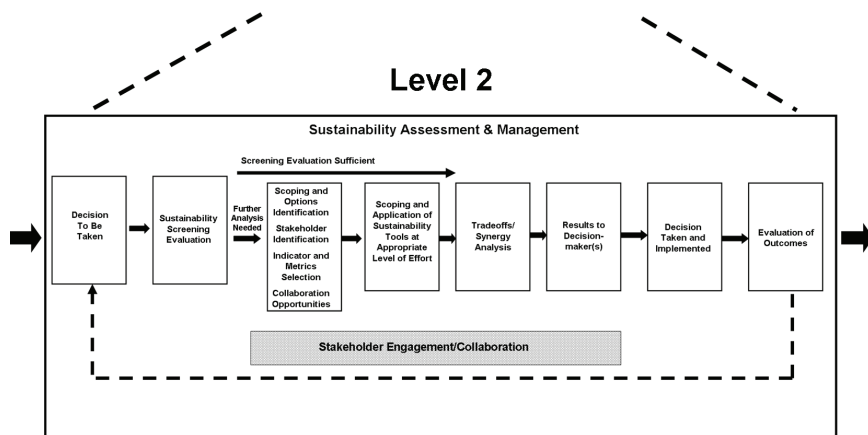 Level 2
Sustainability Assessment & Management
Screening Evaluation Sufficient
Decision
To Be
Taken
Sustainability
Screening
Evaluation
Further
Analysis
Needed
Scoping and
Options
Identification
Stakeholder
Identification
Indicator and
Metrics
Selection
Collaboration
Opportunities
Scoping and
Application of
Sustainability
Tools at
Appropriate
Level of Effort
Tradeoffs/
Synergy
Analysis
Results to
Decision-
maker(s)
Decision
Taken and
Implemented
Evaluation of
Outcomes
Stakeholder Engagement/Collaboration